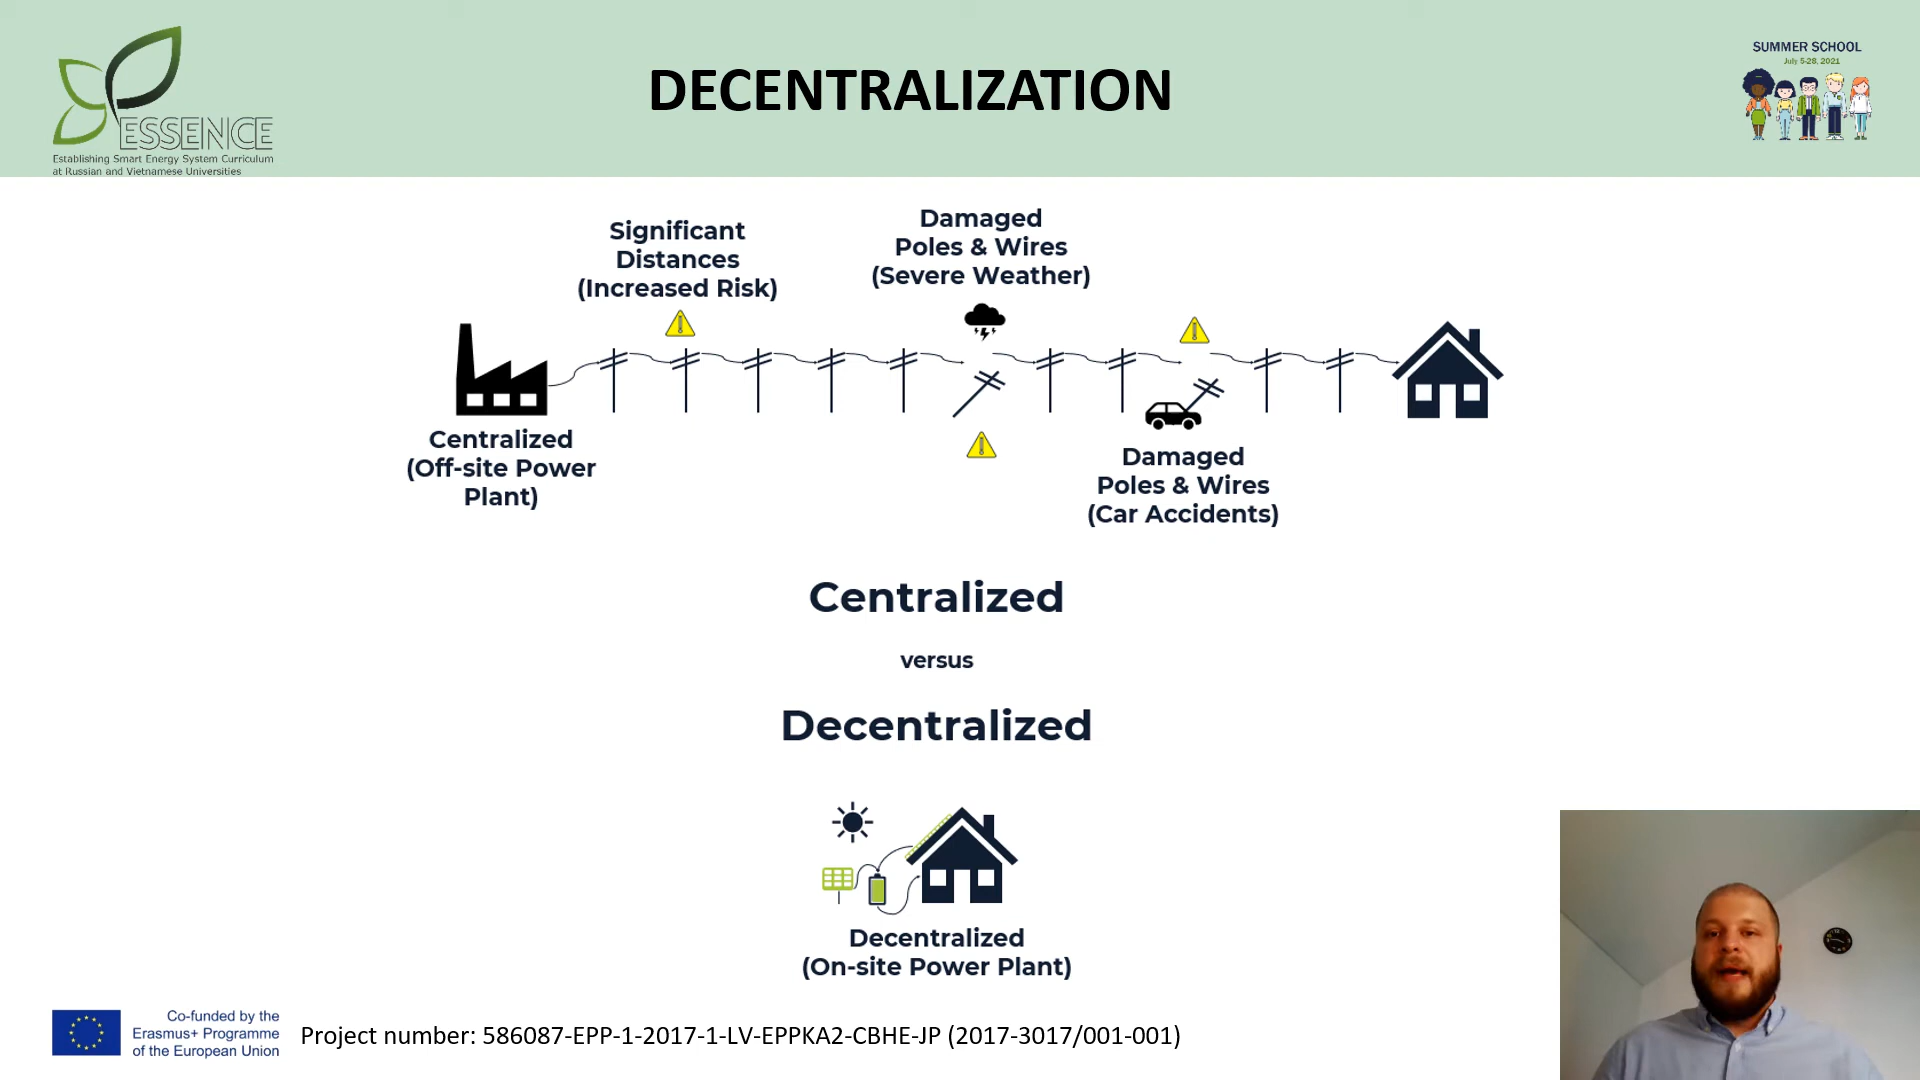 ESSENCE
Establishing Smart Energy System Curriculum
at Russian and Vietnamese Universities
DECENTRALIZATION
SUMMER SCHOOL
July 5-28, 2021
Significant
Distances
(Increased Risk)
Damaged
Poles & Wires
(Severe Weather)
Centralized
(Off-site Power
Plant)
Damaged
Poles & Wires
(Car Accidents)
Centralized
versus
Decentralized
Decentralized
(On-site Power Plant)
Co-funded by the
Erasmus+ Programme
of the European Union
Project number: 586087-EPP-1-2017-1-LV-EPPKA2-CBHE-JP (2017-3017/001-001)